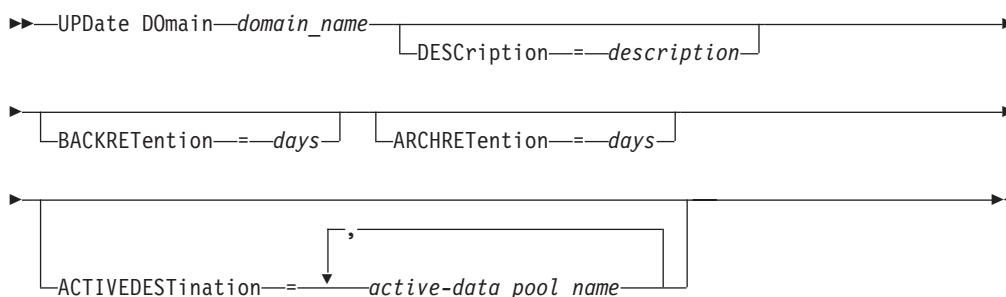 UPDate DOmain domain_name
DESCription = description
BACKRETention = days ARCHRETention = days
,
ACTIVEDESTination = active-data pool name